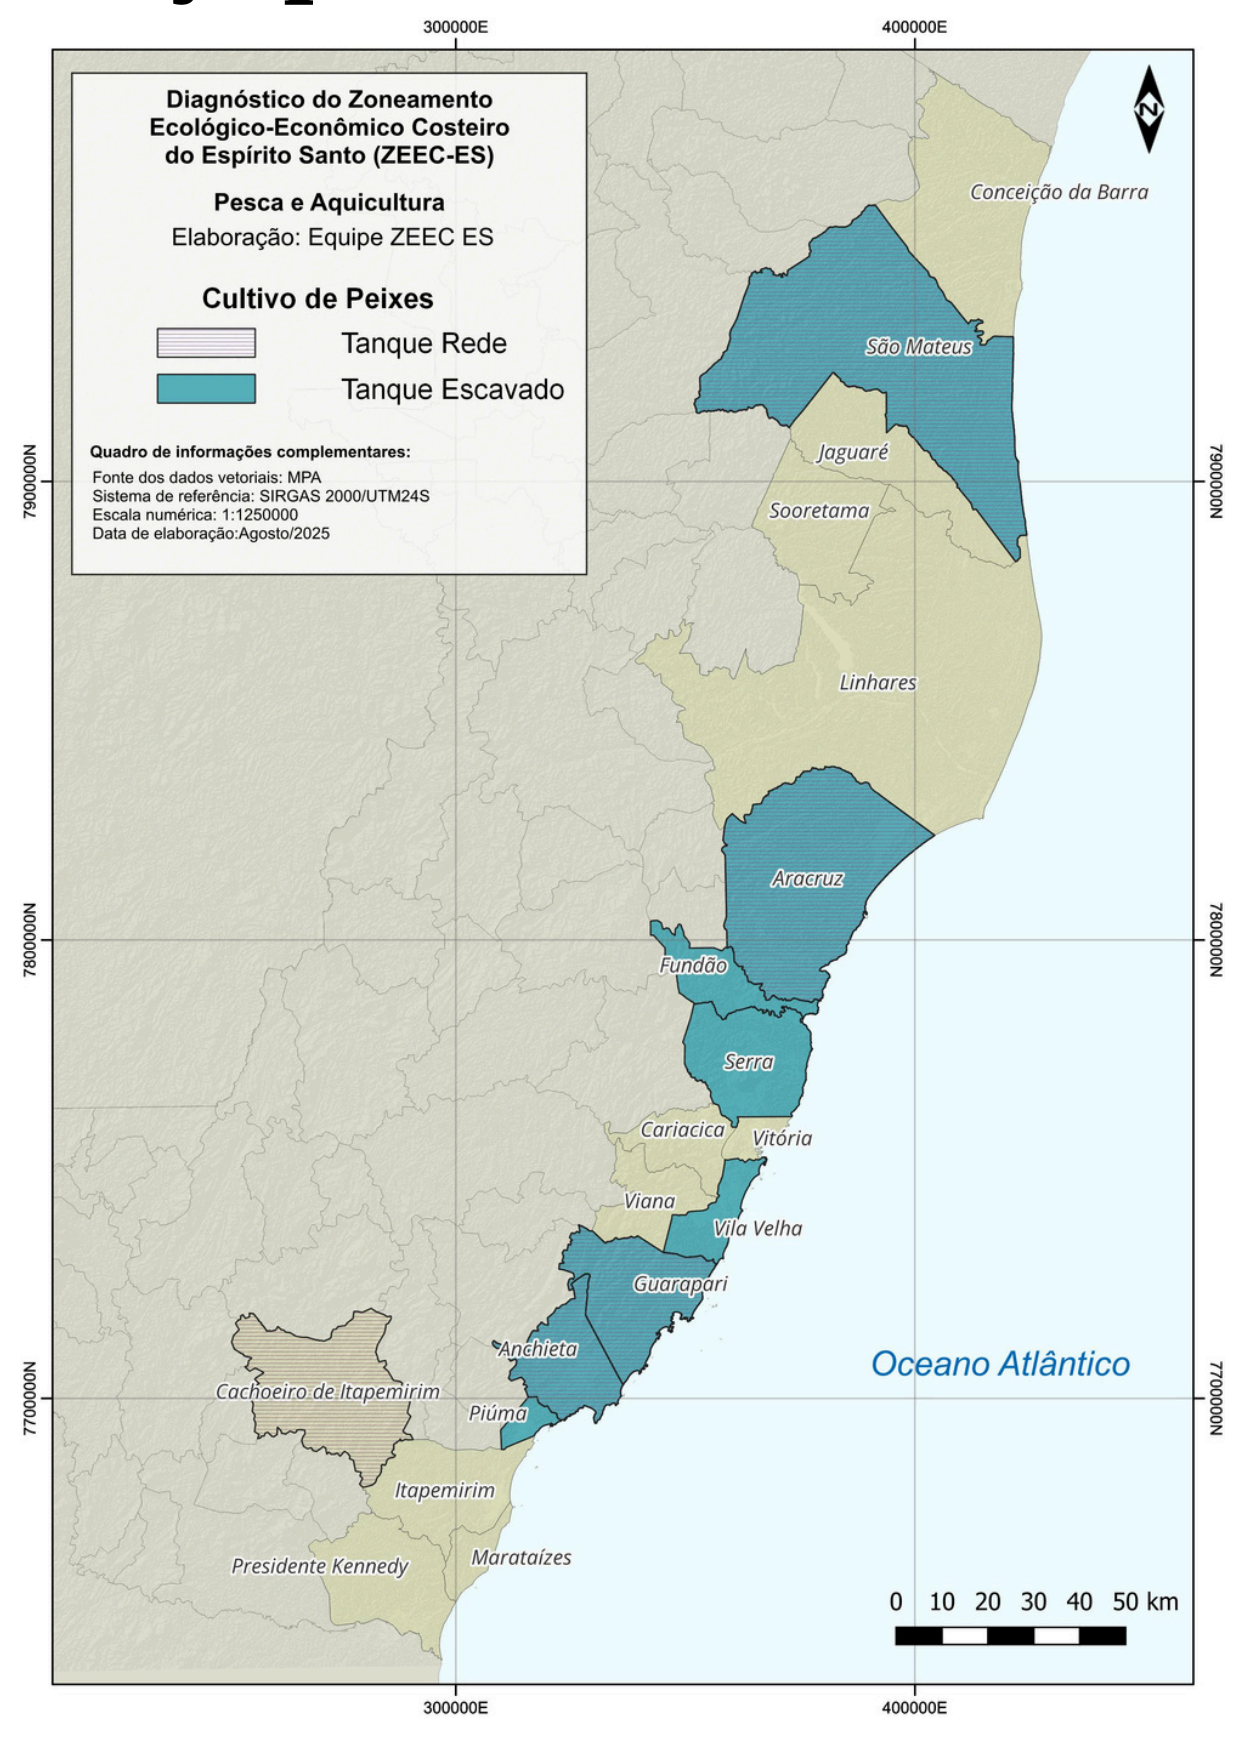 300000E
400000E
Diagnóstico do Zoneamento
Ecológico-Econômico Costeiro
do Espírito Santo (ZEEC-ES)
Pesca e Aquicultura
Elaboração: Equipe ZEEC ES
Cultivo de Peixes
Tanque Rede
Tanque Escavado
Quadro de informações complementares:
Fonte dos dados vetoriais: MPA
Sistema de referência: SIRGAS 2000/UTM24S
Escala numérica: 1:1250000
Data de elaboração:Agosto/2025
N
Conceição da Barra
São Mateus
Jaguaré
7900000N
7900000N
Sooretama
Linhares
Aracruz
7800000N
7800000N
Fundão
Serra
Cariacica
Vitória
Viana
Vila Velha
Guarapari
Anchieta
Oceano Atlântico
Cachoeiro de Itapemirim
7700000N
7700000N
Piúma
Itapemirim
Marataízes
Presidente Kennedy
0 10 20 30 40 50 km
300000E
400000E